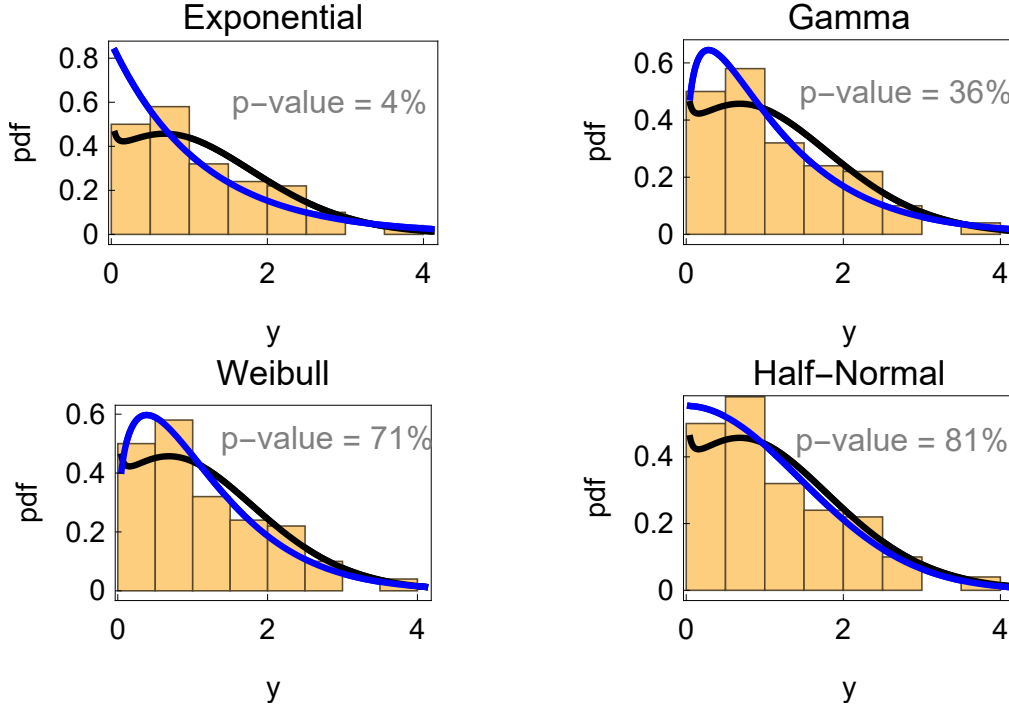 Exponential
p−value = 4%
pdf
0.8
0.6
0.4
0.2
0
0 2 4
y
Gamma
p−value = 36%
pdf
0.6
0.4
0.2
0
0 2 4
y
Weibull
p−value = 71%
pdf
0.6
0.4
0.2
0
0 2 4
y
Half−Normal
p−value = 81%
pdf
0.4
0.2
0
0 2 4
y